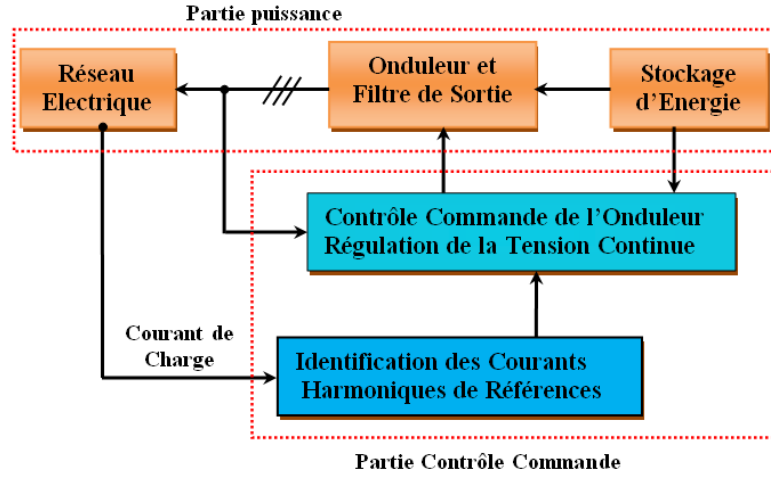 Partie puissance
Réseau
Electrique
Onduleur et
Filtre de Sortie
Stockage
d'Energie
Contrôle Commande de l'Onduleur
Régulation de la Tension Continue
Courant de
Charge
Identification des Courants
Harmoniques de Références
Partie Contrôle Commande